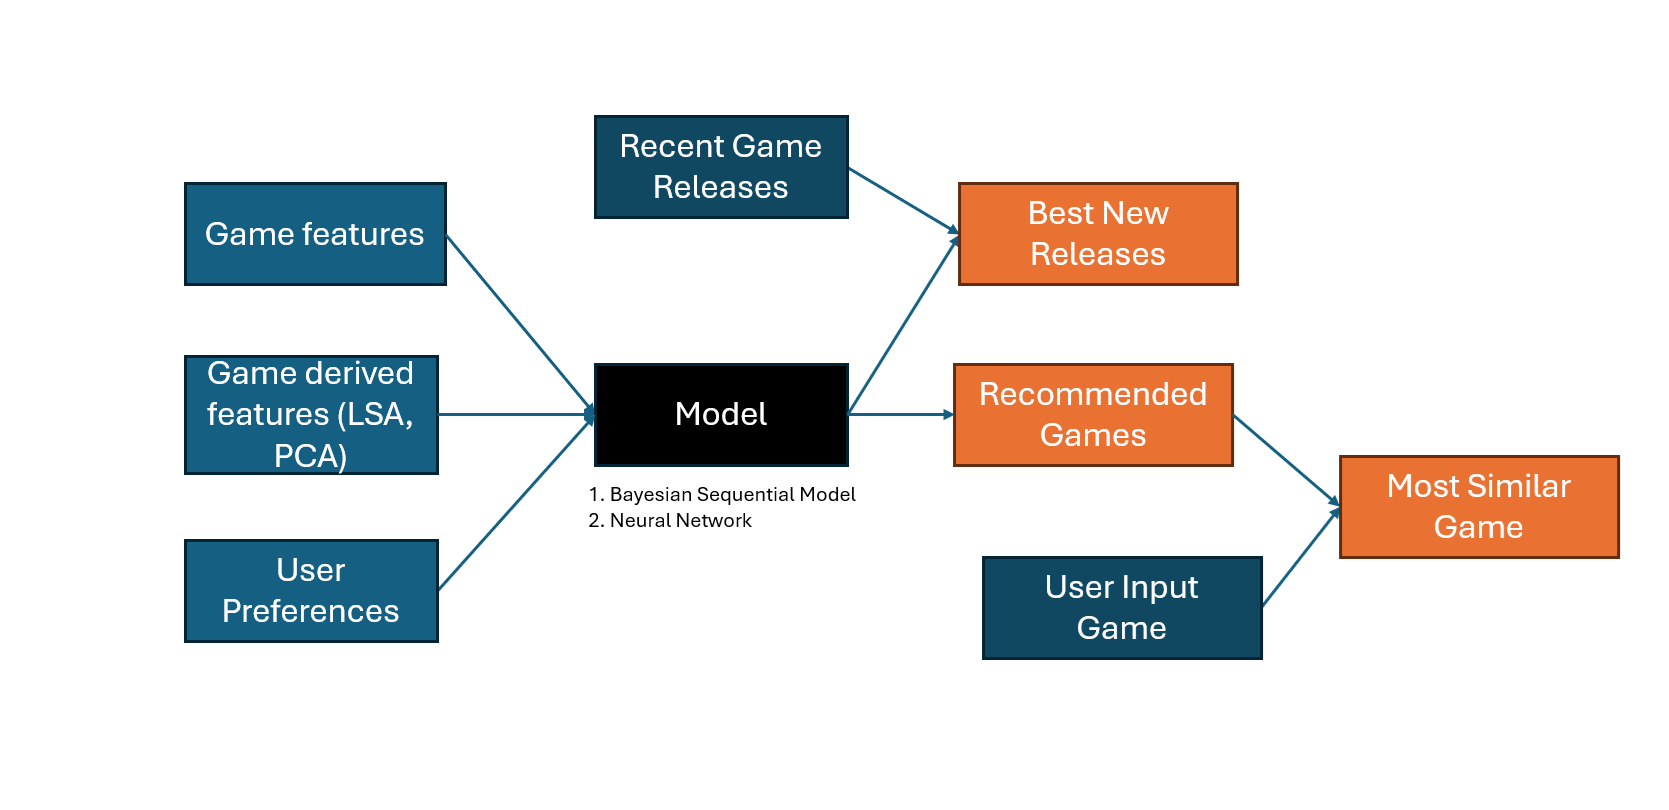 Recent Game
Releases
Game features
Best New
Releases
Game derived
features (LSA,
PCA)
Model
Recommended
Games
1. Bayesian Sequential Model
2. Neural Network
Most Similar
Game
User
Preferences
User Input
Game